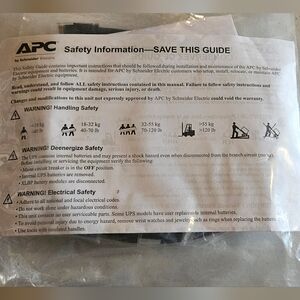 APC Safety Information—SAVE THIS GUIDE
by Schneider Electric
This Safety Guide contains important instructions that should be followed during installation and maintenance of the APC by Schneider
Electric equipment and batteries. It is intended for APC by Schneider Electric customers who setup, install, relocate, or maintain APC
by Schneider Electric equipment.
Read, understand, and follow ALL safety instructions contained in this manual. Failure to follow safety instructions and
warnings could result in equipment damage, serious injury, or death.
Changes and modifications to this unit not expressly approved by APC by Schneider Electric could void the warranty.
WARNING! Handling Safety
18-32 kg
40-70 lb
32-55 kg
70-120 lb
>55 kg
>120 lb
WARNING! Deenergize Safety
The UPS contains internal batteries and may present a shock hazard even when disconnected from the branch circuit
Before installing or servicing the equipment verify the following:
• Mains circuit breaker is in the OFF position.
• Internal UPS batteries are removed.
• XLBP battery modules are disconnected.
WARNING! Electrical Safety
• Adhere to all national and local electrical codes.
• Do not work alone under hazardous conditions.
• This unit contains no user serviceable parts. Some UPS models have user replaceable internal batteries.
• To avoid personal injury due to energy hazard, remove wrist watches and jewelry such as rings when replacing the
• Use tools with insulated handles.